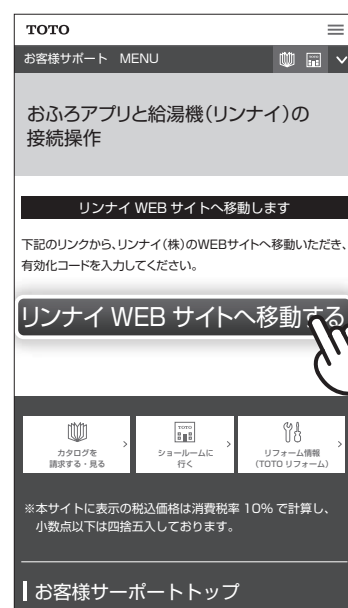 TOTO
お客様サポート MENU
おふろアプリと給湯機(リンナイ)の
接続操作
リンナイ WEB サイトへ移動します
下記のリンクから、リンナイ(株)のWEBサイトへ移動いただき、
有効化コードを入力してください。
リンナイ WEB サイトへ移動する
カタログを
請求する・見る
TOTO
ショールームに
行く
リフォーム情報
(TOTO リフォーム)
※本サイトに表示の税込価格は消費税率 10% で計算し、
小数点以下は四捨五入しております。
お客様サーポートトップ